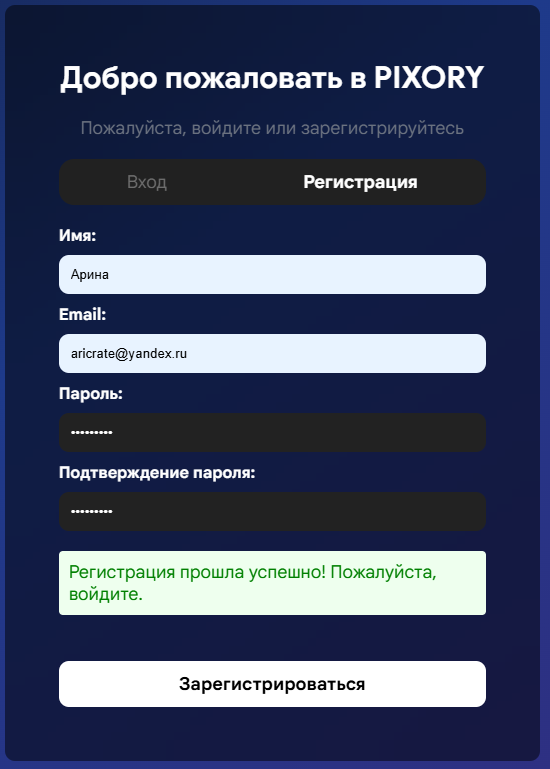 Добро пожаловать в PIXORY
Пожалуйста, войдите или зарегистрируйтесь
Вход Регистрация
Имя:
Арина
Email:
aricrate@yandex.ru
Пароль:
•••••••••
Подтверждение пароля:
•••••••••
Регистрация прошла успешно! Пожалуйста,
войдите.
Зарегистрироваться